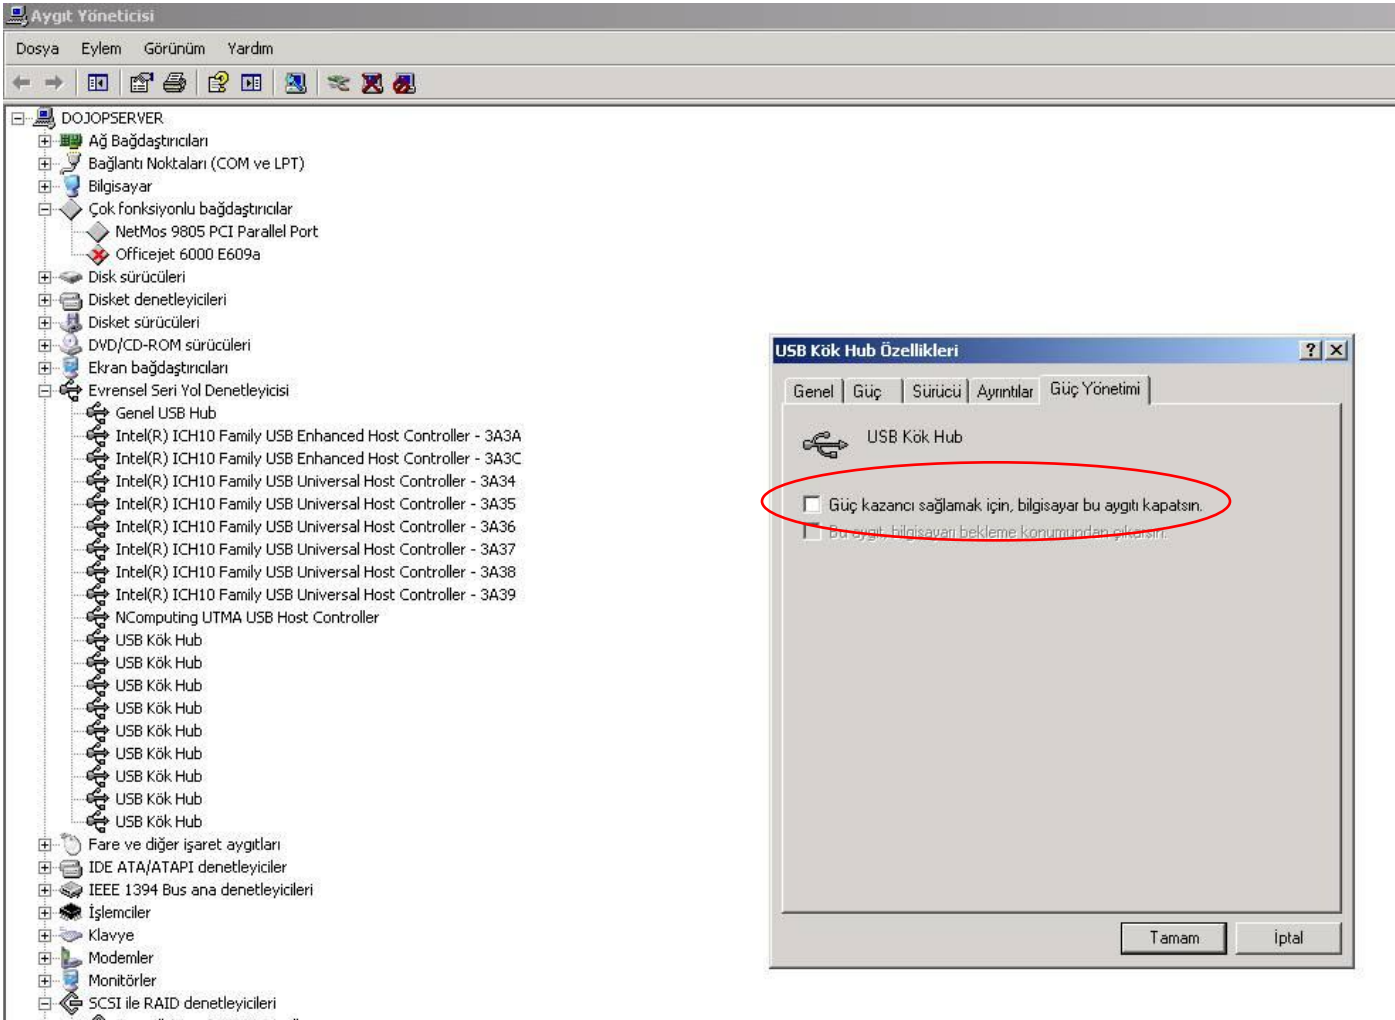 Aygıt Yöneticisi
Dosya Eylem Görünüm Yardım
DOJOPSERVER
Ağ Bağdaştırıcıları
Bağlantı Noktaları (COM ve LPT)
Bilgisayar
Çok fonksiyonlu bağdaştırıcılar
NetMos 9805 PCI Parallel Port
Officejet 6000 E609a
Disk sürücüleri
Disket denetleyicileri
Disket sürücüleri
DVD/CD-ROM sürücüleri
Ekran bağdaştırıcıları
Evrensel Seri Yol Denetleyicisi
Genel USB Hub
Intel(R) ICH10 Family USB Enhanced Host Controller - 3A3A
Intel(R) ICH10 Family USB Enhanced Host Controller - 3A3C
Intel(R) ICH10 Family USB Universal Host Controller - 3A34
Intel(R) ICH10 Family USB Universal Host Controller - 3A35
Intel(R) ICH10 Family USB Universal Host Controller - 3A36
Intel(R) ICH10 Family USB Universal Host Controller - 3A37
Intel(R) ICH10 Family USB Universal Host Controller - 3A38
Intel(R) ICH10 Family USB Universal Host Controller - 3A39
NComputing UTMA USB Host Controller
USB Kök Hub
USB Kök Hub
USB Kök Hub
USB Kök Hub
USB Kök Hub
USB Kök Hub
USB Kök Hub
USB Kök Hub
USB Kök Hub
Fare ve diğer işaret aygıtları
IDE ATA/ATAPI denetleyiciler
IEEE 1394 Bus ana denetleyicileri
İşlemciler
Klavye
Modemler
Monitörler
SCSI ile RAID denetleyicileri
USB Kök Hub Özellikleri
Genel Güç Sürücü Ayrıntılar Güç Yönetimi
USB Kök Hub
Güç kazancı sağlamak için, bilgisayar bu aygıtı kapatsın.
Bu aygıt, bilgisayarı bekleme konumundan çıkarsın.
Tamam İptal